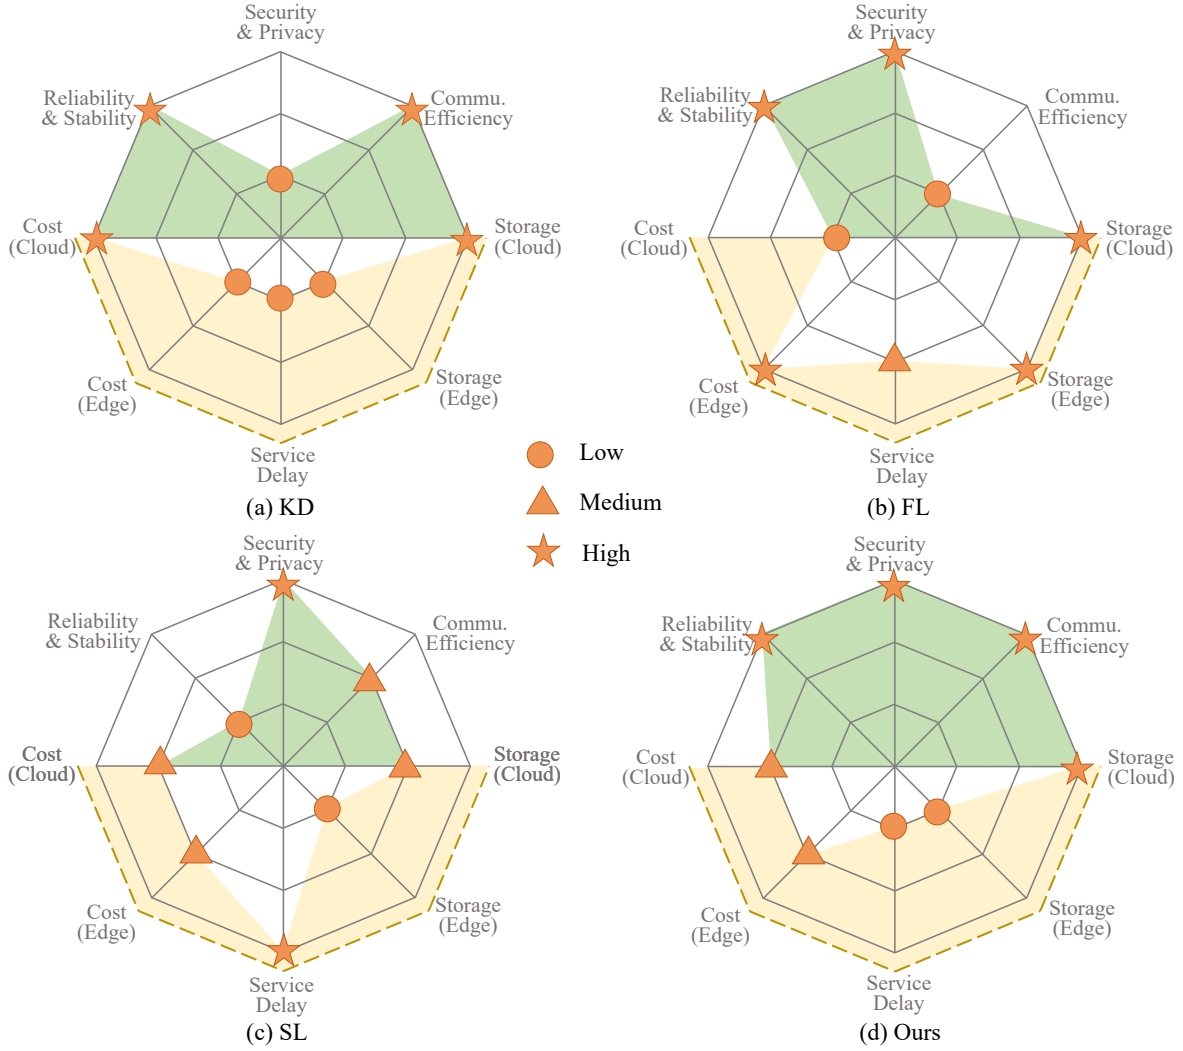 Security
& Privacy
Reliability
& Stability
Commu.
Efficiency
Cost
(Cloud)
Storage
(Cloud)
Cost
(Edge)
Storage
(Edge)
Service
Delay
(a) KD
Security
& Privacy
Reliability
& Stability
Commu.
Efficiency
Cost
(Cloud)
Storage
(Cloud)
Cost
(Edge)
Storage
(Edge)
Service
Delay
(b) FL
Low
Medium
High
Security
& Privacy
Reliability
& Stability
Commu.
Efficiency
Cost
(Cloud)
Storage
(Cloud)
Cost
(Edge)
Storage
(Edge)
Service
Delay
(c) SL
Security
& Privacy
Reliability
& Stability
Commu.
Efficiency
Cost
(Cloud)
Storage
(Cloud)
Cost
(Edge)
Storage
(Edge)
Service
Delay
(d) Ours